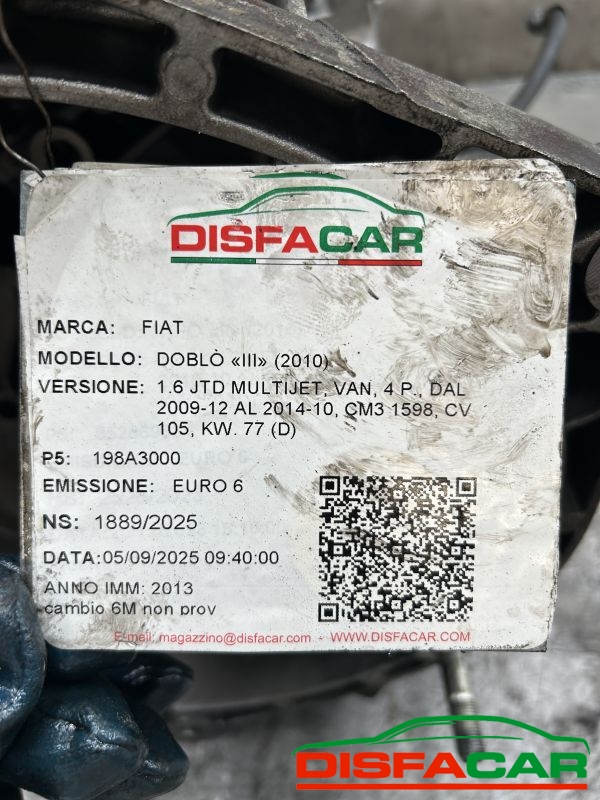 DISFACAR
MARCA: FIAT
MODELLO: DOBLÒ «III» (2010)
VERSIONE: 1.6 JTD MULTIJET, VAN, 4 P., DAL
2009-12 AL 2014-10, CM3 1598, CV
105, KW. 77 (D)
P5: 198A3000
EMISSIONE: EURO 6
NS: 1889/2025
DATA:05/09/2025 09:40:00
ANNO IMM: 2013
cambio 6M non prov
E-mail: magazzino@disfacar.com - WWW.DISFACAR.COM
DISFACAR